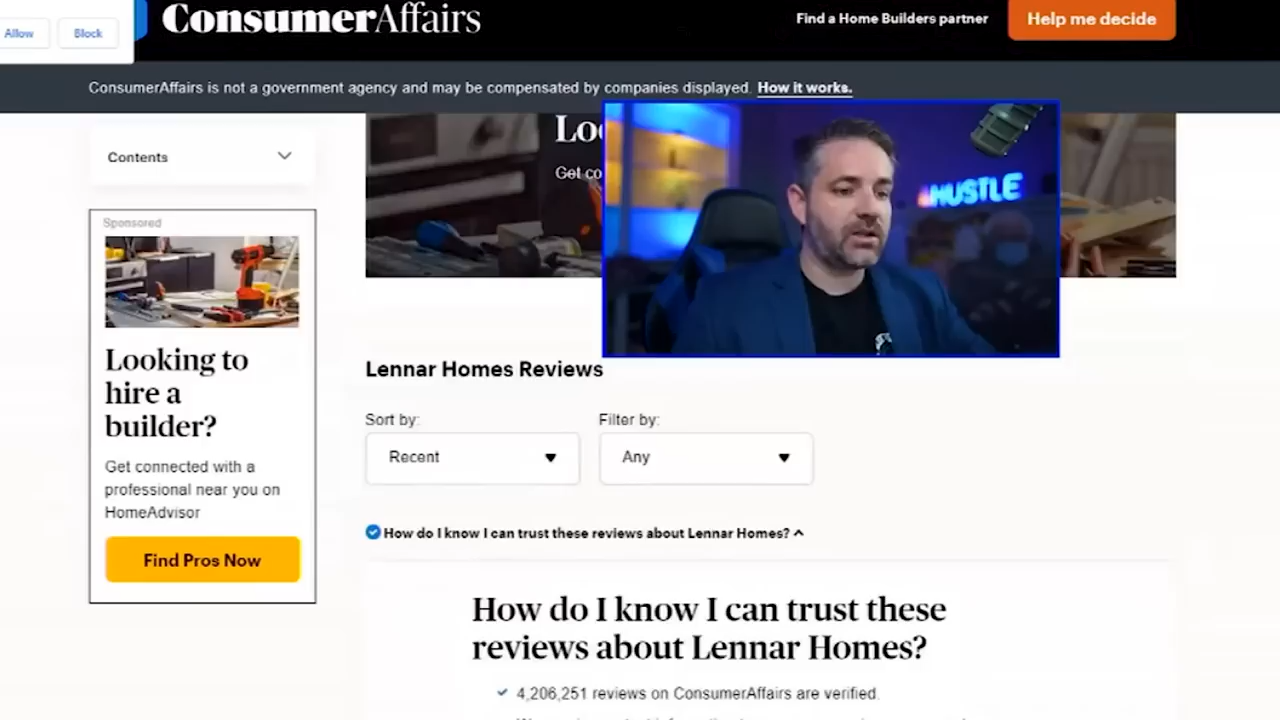 Allow
Block
ConsumerAffairs
Find a Home Builders partner
Help me decide
ConsumerAffairs is not a government agency and may be compensated by companies displayed. How it works.
Contents
Get co
HUSTLE
Sponsored
Looking to
hire a
builder?
Get connected with a
professional near you on
HomeAdvisor
Find Pros Now
Lennar Homes Reviews
Sort by:
Filter by:
Recent
Any
How do I know I can trust these reviews about Lennar Homes?
How do I know I can trust these
reviews about Lennar Homes?
4,206,251 reviews on ConsumerAffairs are verified.